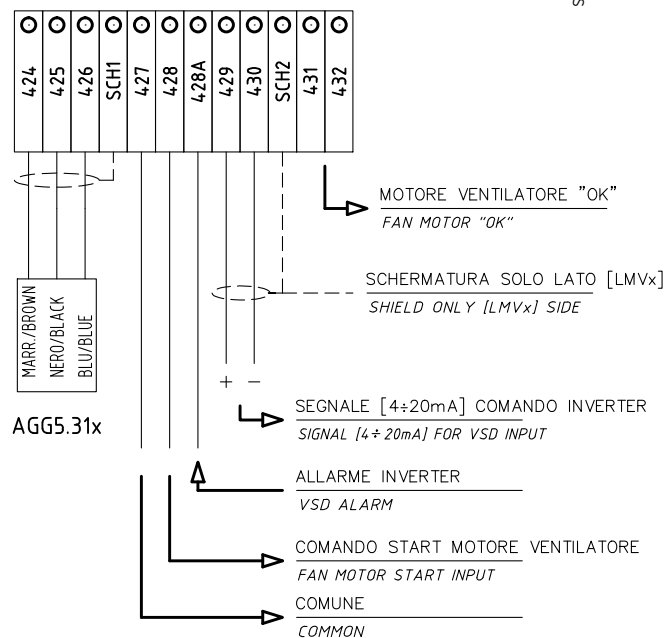 S
424
425
426
SCH1
427
428
428A
429
430
SCH2
431
432
MOTORE VENTILATORE "OK"
FAN MOTOR "OK"
SCHERMATURA SOLO LATO [LMVx]
SHIELD ONLY [LMVx] SIDE
MARR./BROWN
NERO/BLACK
BLU/BLUE
AGG5.31x
+ -
SEGNALE [4÷20mA] COMANDO INVERTER
SIGNAL [4÷20mA] FOR VSD INPUT
ALLARME INVERTER
VSD ALARM
COMANDO START MOTORE VENTILATORE
FAN MOTOR START INPUT
COMUNE
COMMON